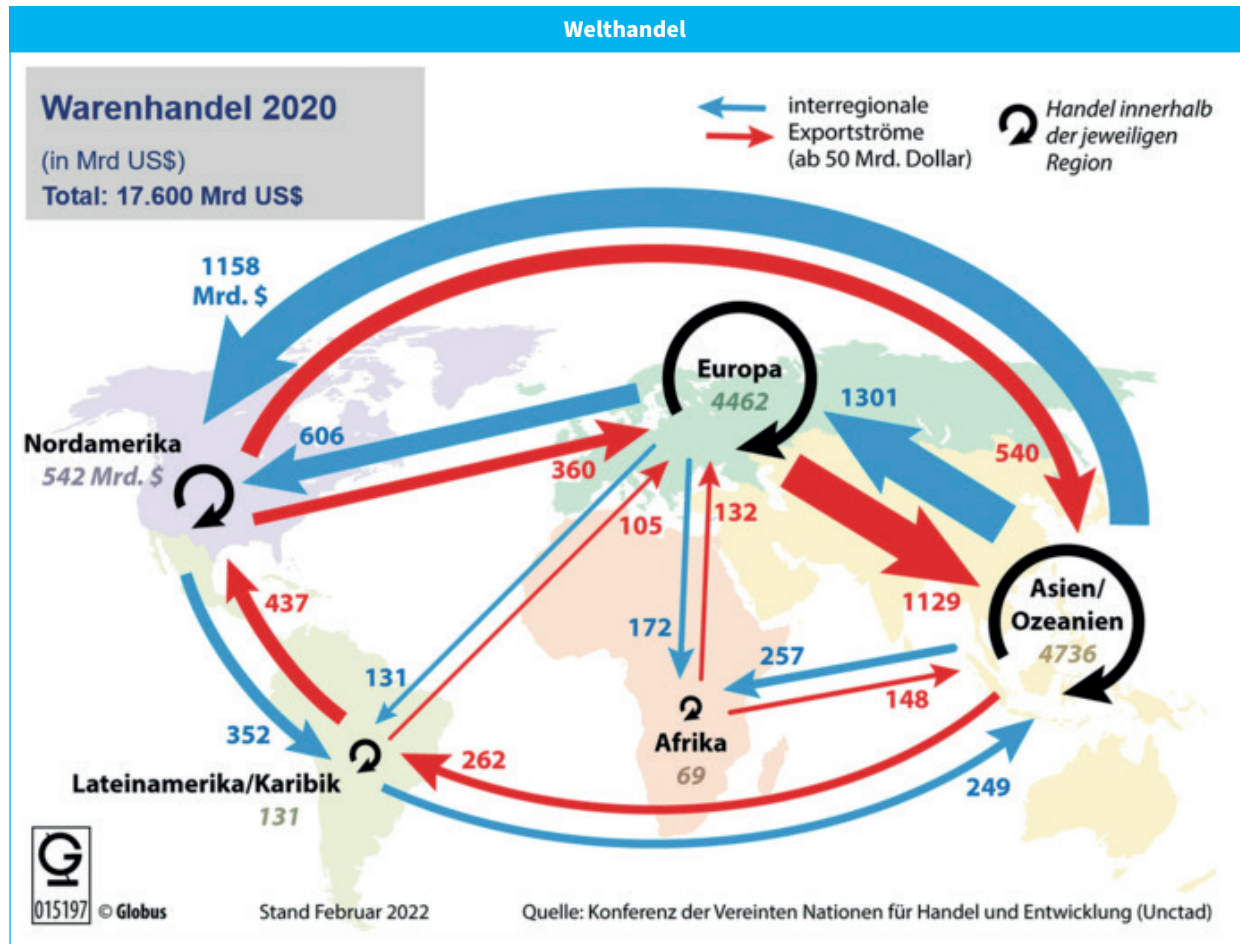 Welthandel
Warenhandel 2020
(in Mrd US$)
Total: 17.600 Mrd US$
interregionale
Exportströme
(ab 50 Mrd. Dollar)
Handel innerhalb
der jeweiligen
Region
1158
Mrd. $
Europa
4462
1301
Nordamerika
542 Mrd. $
606
360
540
105
132
1129
Asien/
Ozeanien
4736
437
172
257
148
131
352
Afrika
69
262
249
Lateinamerika/Karibik
131
G
015197
© Globus
Stand Februar 2022
Quelle: Konferenz der Vereinten Nationen für Handel und Entwicklung (Unctad)